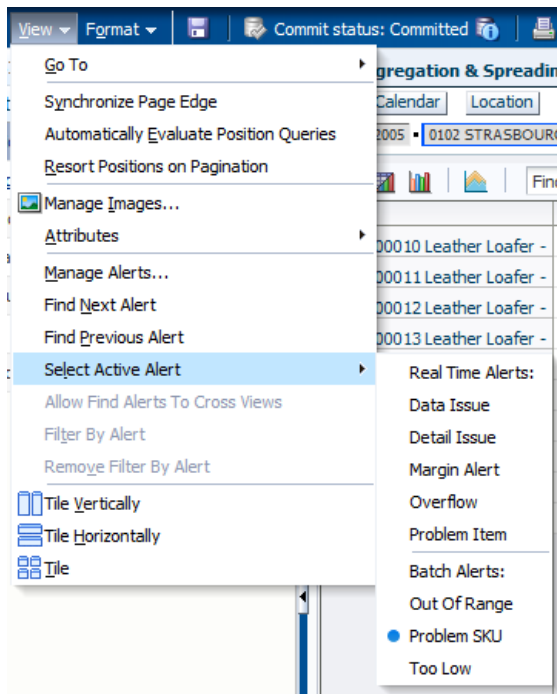 View Format Commit status: Committed
Go To
Synchronize Page Edge
Automatically Evaluate Position Queries
Resort Positions on Pagination
Manage Images...
Attributes
Manage Alerts...
Find Next Alert
Find Previous Alert
Select Active Alert
Allow Find Alerts To Cross Views
Filter By Alert
Remove Filter By Alert
Tile Vertically
Tile Horizontally
Tile
gregation & Spreadin
Calendar Location
2005 0102 STRASBOURG
Fin
00010 Leather Loafer -
00011 Leather Loafer -
00012 Leather Loafer -
00013 Leather Loafer -
Real Time Alerts:
Data Issue
Detail Issue
Margin Alert
Overflow
Problem Item
Batch Alerts:
Out Of Range
Problem SKU
Too Low